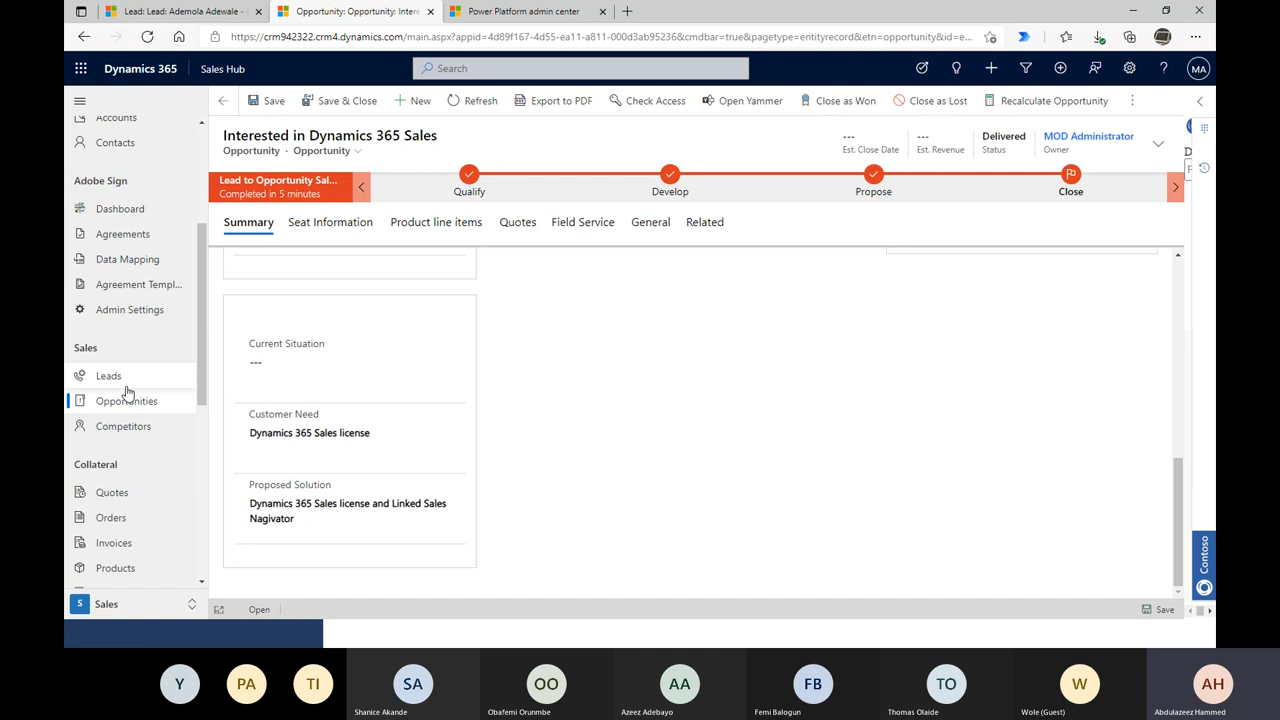 Lead: Lead: Ademola Adewale -
Opportunity: Opportunity: Intere
Power Platform admin center
https://crm942322.crm4.dynamics.com/main.aspx?appid=4d89f167-4d55-ea11-a811-000d3ab95236&cmdbar=true&pagetype=entityrecord&etn=opportunity&id=e...
Dynamics 365
Sales Hub
Search
MA
Save
Save & Close
New
Refresh
Export to PDF
Check Access
Open Yammer
Close as Won
Close as Lost
Recalculate Opportunity
Accounts
Contacts
Adobe Sign
Dashboard
Agreements
Data Mapping
Agreement Templ...
Admin Settings
Sales
Leads
Opportunities
Competitors
Collateral
Quotes
Orders
Invoices
Products
S Sales
Interested in Dynamics 365 Sales
Opportunity · Opportunity
---
Est. Close Date
---
Est. Revenue
Delivered
Status
MOD Administrator
Owner
Lead to Opportunity Sal...
Completed in 5 minutes
Qualify
Develop
Propose
Close
Summary
Seat Information
Product line items
Quotes
Field Service
General
Related
Current Situation
---
Customer Need
Dynamics 365 Sales license
Proposed Solution
Dynamics 365 Sales license and Linked Sales
Nagivator
Open
Save
Contoso
Y
PA
TI
SA
Shanice Akande
OO
Obafemi Orunmbe
AA
Azeez Adebayo
FB
Femi Balogun
TO
Thomas Olaide
W
Wole (Guest)
AH
Abdulazeez Hammed